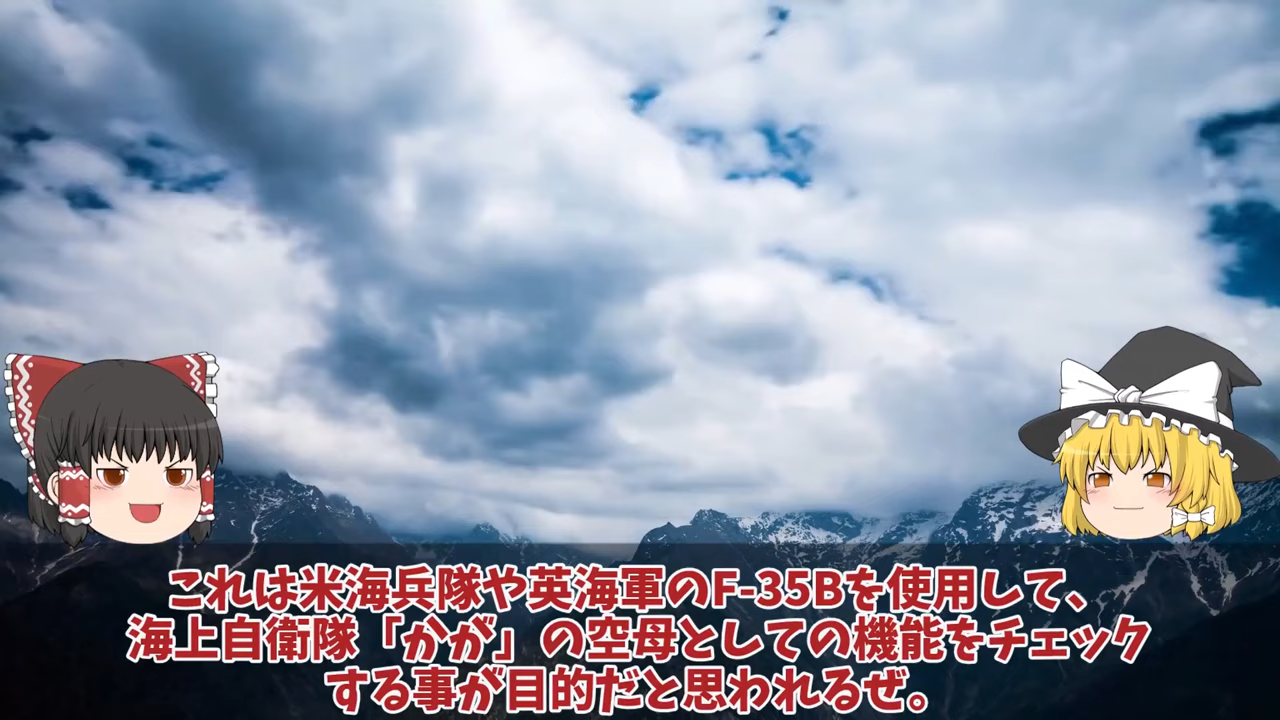 これは米海兵隊や英海軍のF-35Bを使用して、
海上自衛隊「かが」の空母としての機能をチェック
する事が目的だと思われるぜ。